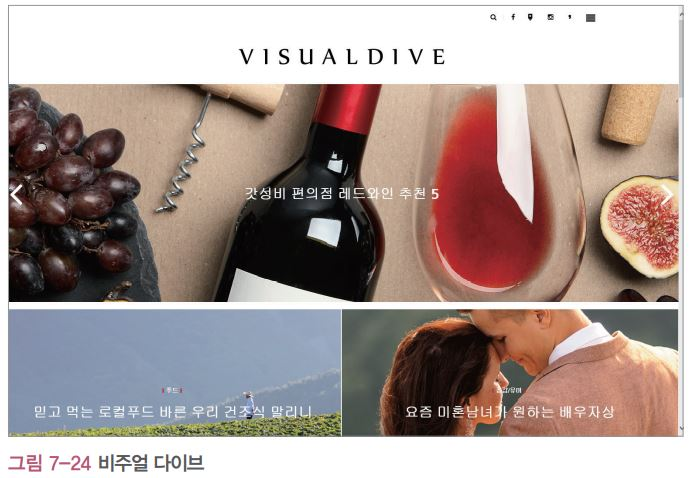 VISUALDIVE
갓성비 편의점 레드와인 추천 5
푸드
믿고 먹는 로컬푸드 바른 우리 건조식 말리니
요즘 미혼남녀가 원하는 배우자상
그림 7-24 비주얼 다이브